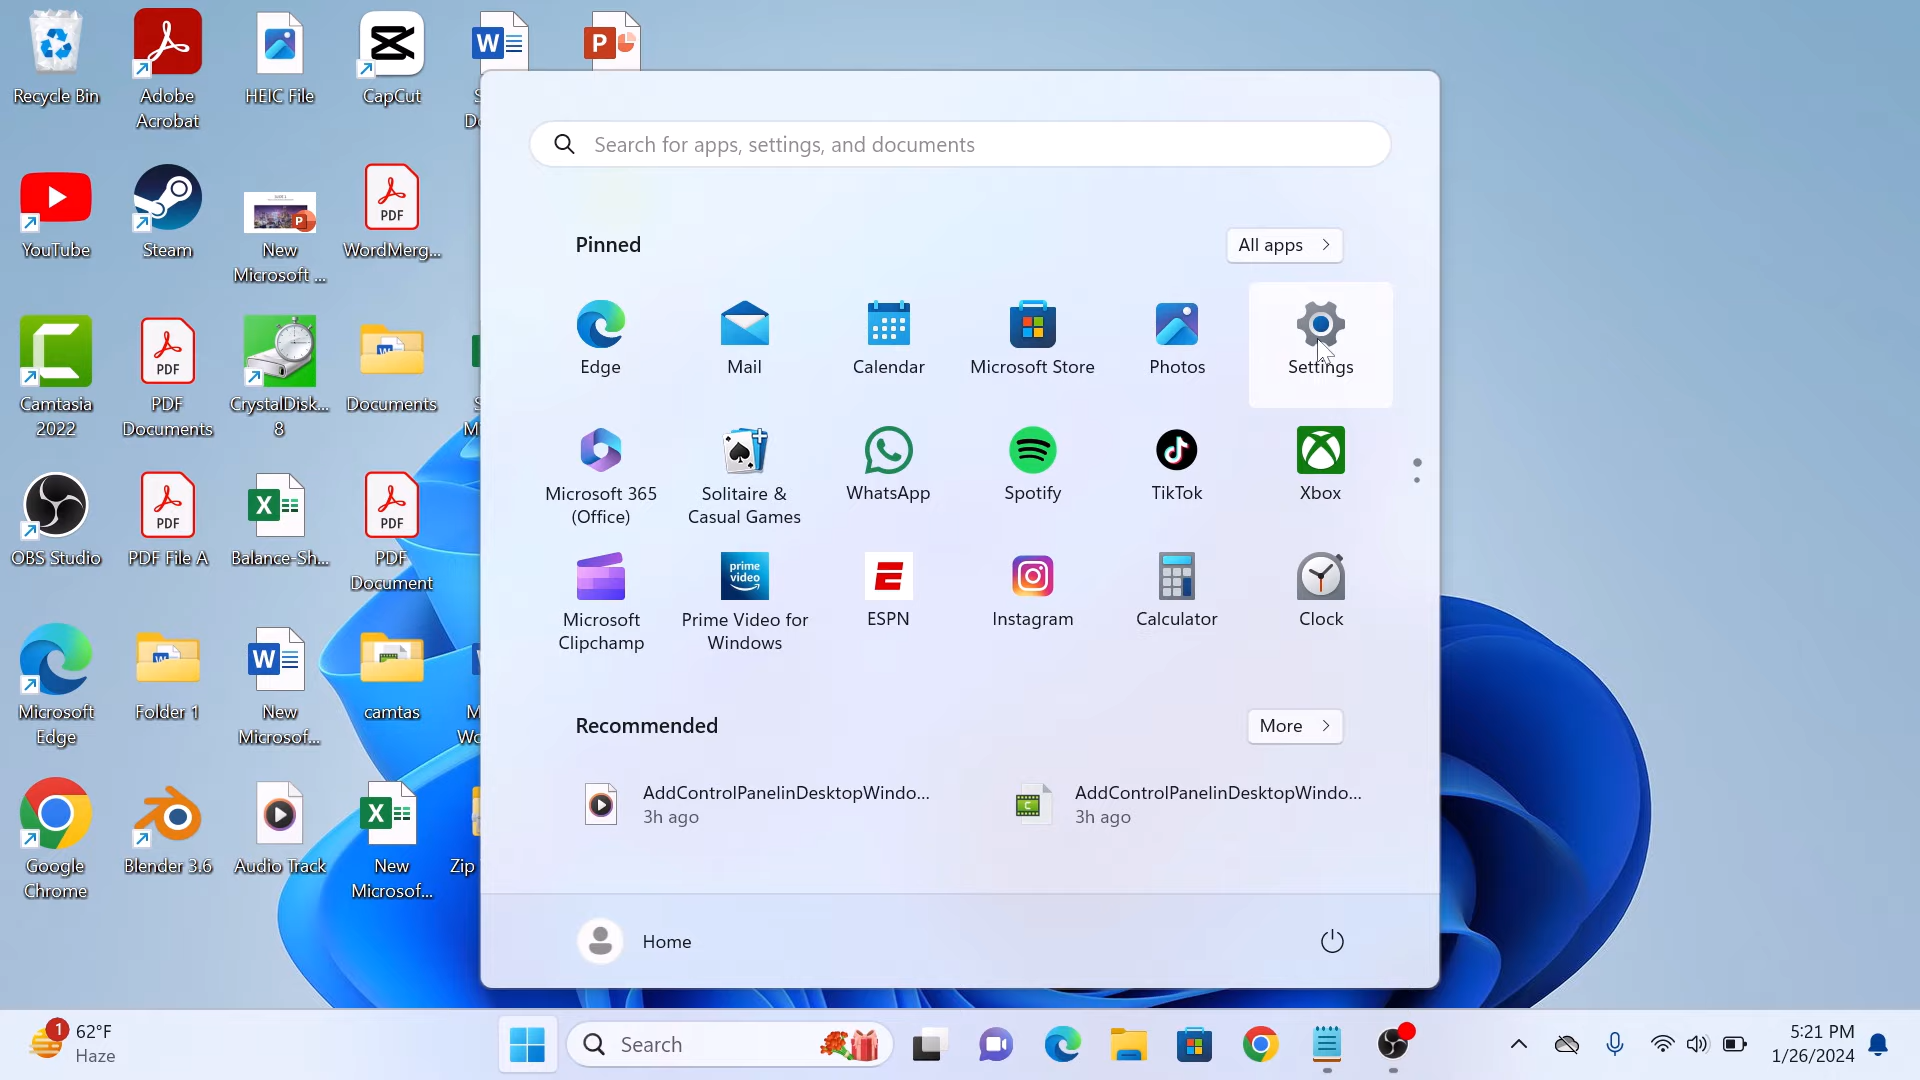 Recycle Bin
Adobe
Acrobat
HEIC File
CapCut
YouTube
Steam
New
Microsoft ...
PDF
WordMerg...
Camtasia
2022
PDF
PDF
Documents
CrystalDisk...
8
Documents
OBS Studio
PDF
PDF File A
Balance-Sh...
PDF
PDF
Document
Microsoft
Edge
Folder 1
New
Microsof...
camtas
Google
Chrome
Blender 3.6
Audio Track
New
Microsof...
Zip
Search for apps, settings, and documents
Pinned
All apps
Edge
Mail
Calendar
Microsoft Store
Photos
Settings
Microsoft 365
(Office)
Solitaire &
Casual Games
WhatsApp
Spotify
TikTok
Xbox
Microsoft
Clipchamp
prime
video
Prime Video for
Windows
ESPN
Instagram
Calculator
Clock
Recommended
More
AddControlPanelinDesktopWindo...
3h ago
AddControlPanelinDesktopWindo...
3h ago
Home
1
62°F
Haze
Search
5:21 PM
1/26/2024